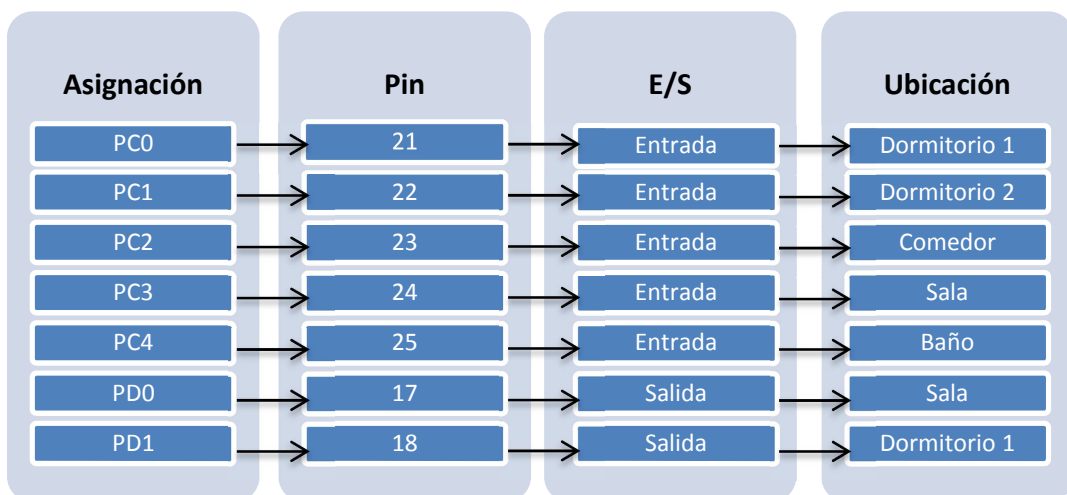 Asignación Pin E/S Ubicación
PC0 21 Entrada Dormitorio 1
PC1 22 Entrada Dormitorio 2
PC2 23 Entrada Comedor
PC3 24 Entrada Sala
PC4 25 Entrada Baño
PD0 17 Salida Sala
PD1 18 Salida Dormitorio 1